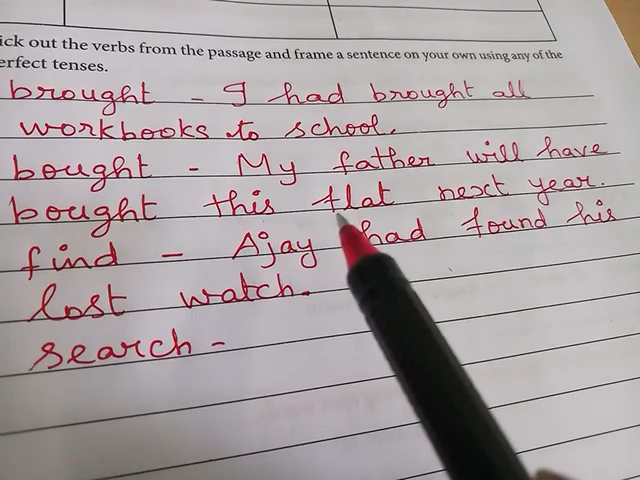 ick out the verbs from the passage and frame a sentence on your own using any of the
erfect tenses.
brought - I had brought all
workbooks to school.
bought - My father will have
bought this flat next year.
find - Ajay had found his
lost watch.
search -